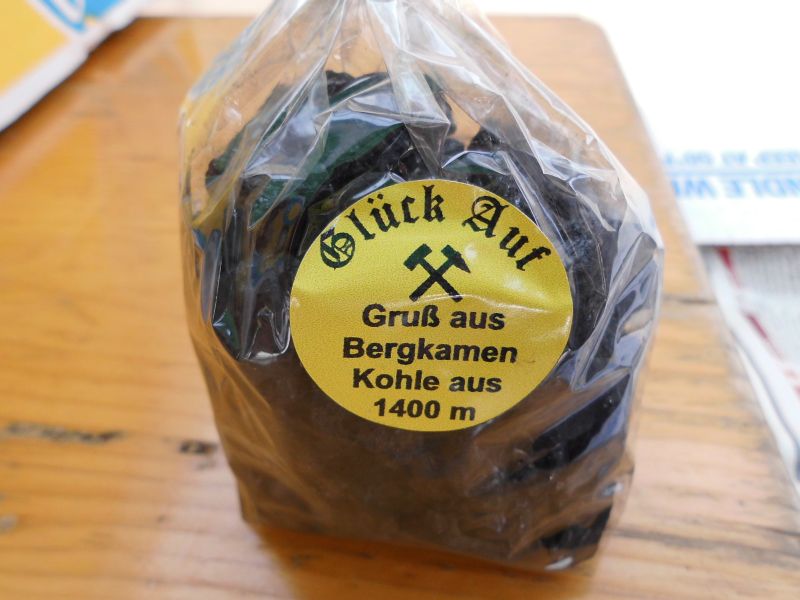 Glück Auf
Gruß aus
Bergkamen
Kohle aus
1400 m